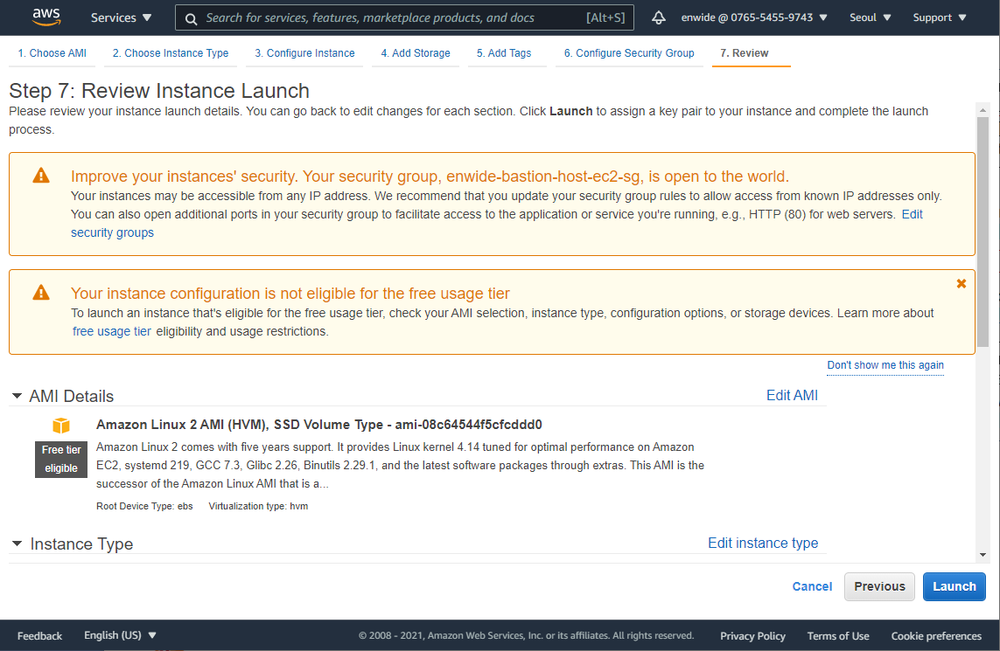 aws Services Search for services, features, marketplace products, and docs [Alt+S] enwide @ 0765-5455-9743 Seoul Support
1. Choose AMI 2. Choose Instance Type 3. Configure Instance 4. Add Storage 5. Add Tags 6. Configure Security Group 7. Review
Step 7: Review Instance Launch
Please review your instance launch details. You can go back to edit changes for each section. Click Launch to assign a key pair to your instance and complete the launch
process.
Improve your instances' security. Your security group, enwide-bastion-host-ec2-sg, is open to the world.
Your instances may be accessible from any IP address. We recommend that you update your security group rules to allow access from known IP addresses only.
You can also open additional ports in your security group to facilitate access to the application or service you're running, e.g., HTTP (80) for web servers. Edit
security groups
Your instance configuration is not eligible for the free usage tier
To launch an instance that's eligible for the free usage tier, check your AMI selection, instance type, configuration options, or storage devices. Learn more about
free usage tier eligibility and usage restrictions.
Don't show me this again
AMI Details Edit AMI
Amazon Linux 2 AMI (HVM), SSD Volume Type - ami-08c64544f5cfcddd0
Free tier
eligible
Amazon Linux 2 comes with five years support. It provides Linux kernel 4.14 tuned for optimal performance on Amazon
EC2, systemd 219, GCC 7.3, Glibc 2.26, Binutils 2.29.1, and the latest software packages through extras. This AMI is the
successor of the Amazon Linux AMI that is a...
Root Device Type: ebs Virtualization type: hvm
Instance Type Edit instance type
Cancel Previous Launch
Feedback English (US) © 2008 - 2021, Amazon Web Services, Inc. or its affiliates. All rights reserved. Privacy Policy Terms of Use Cookie preferences